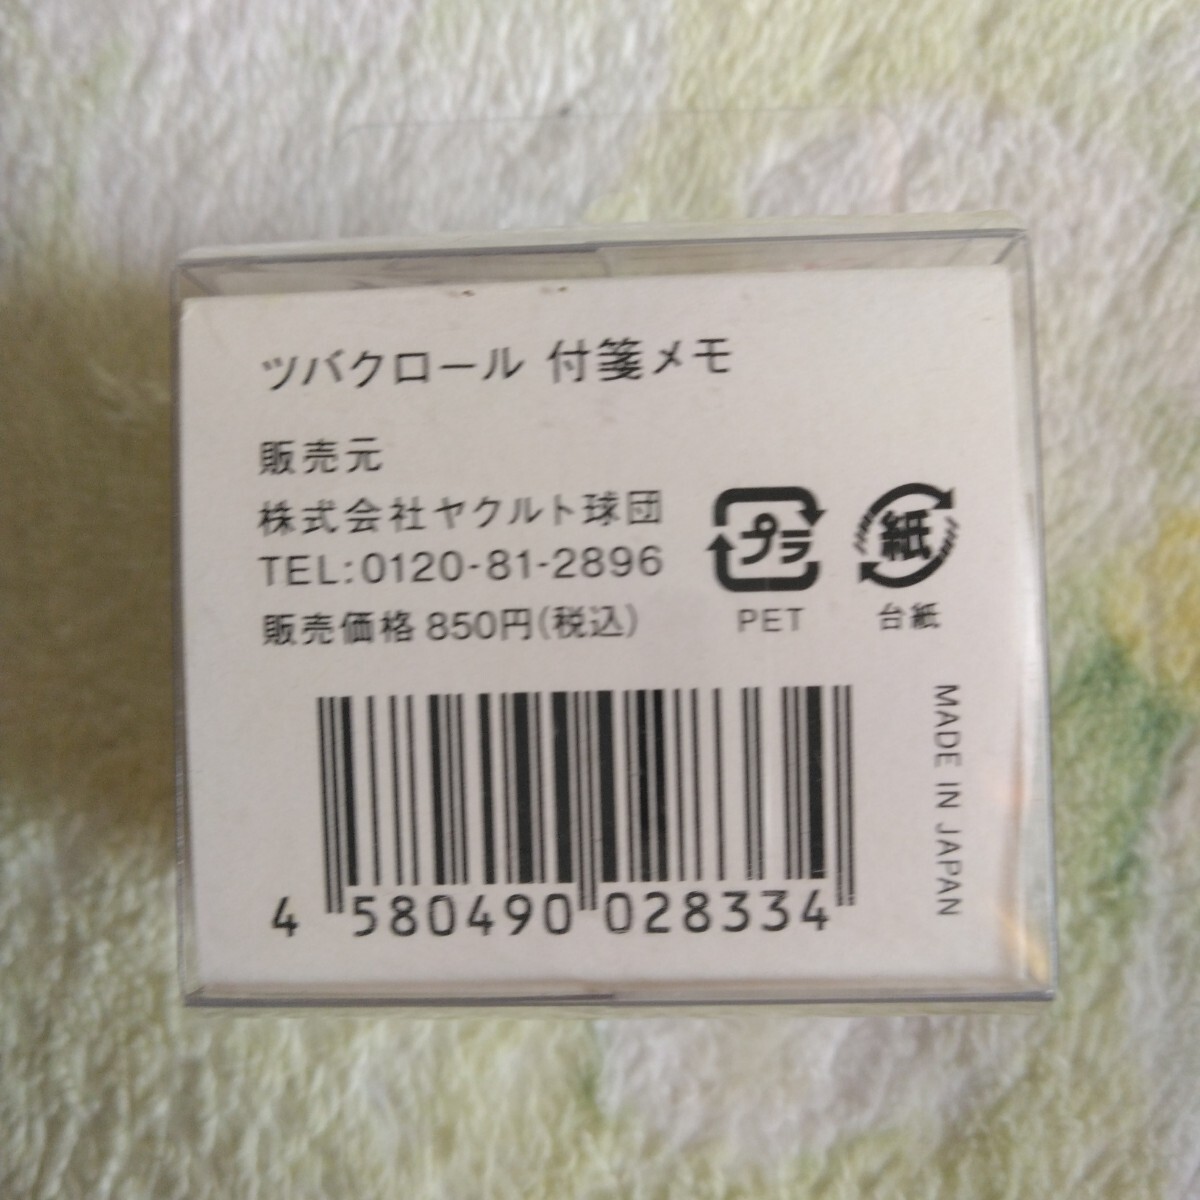 ツバクロール 付箋メモ
販売元
株式会社ヤクルト球団
TEL:0120-81-2896
販売価格 850円(税込)
プラ
PET
紙
台紙
MADE IN JAPAN
4 580490 028334